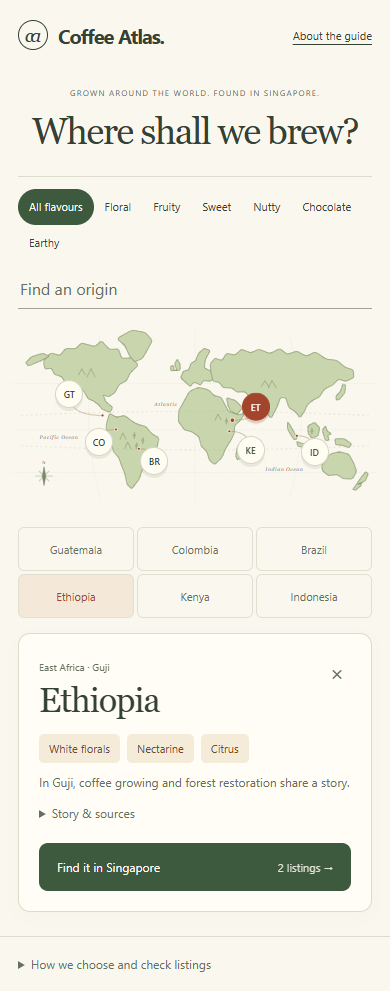 ca Coffee Atlas. About the guide
GROWN AROUND THE WORLD. FOUND IN SINGAPORE.
Where shall we brew?
All flavours Floral Fruity Sweet Nutty Chocolate
Earthy
Find an origin
GT
Atlantic
ET
Pacific Ocean
CO
KE
ID
BR
Indian Ocean
N
Guatemala Colombia Brazil
Ethiopia Kenya Indonesia
East Africa · Guji
Ethiopia
White florals Nectarine Citrus
In Guji, coffee growing and forest restoration share a story.
Story & sources
Find it in Singapore 2 listings →
How we choose and check listings